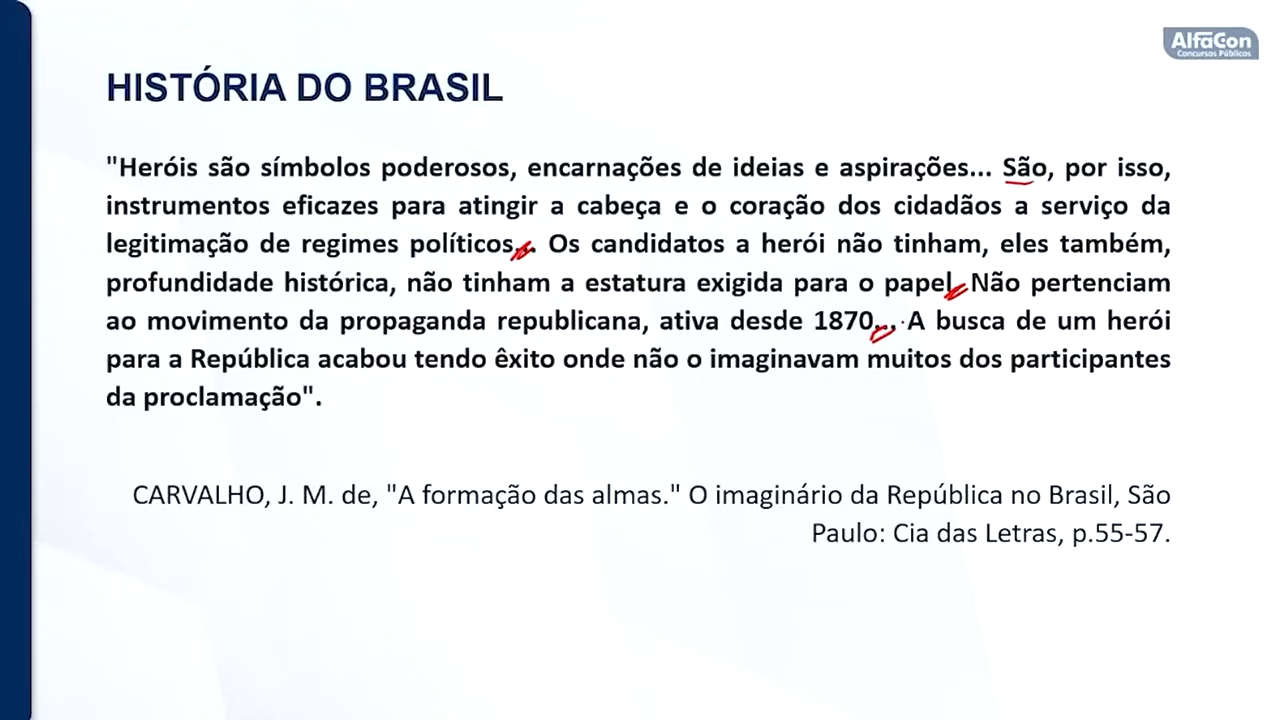 AlfaCon
Concursos Públicos
HISTÓRIA DO BRASIL
"Heróis são símbolos poderosos, encarnações de ideias e aspirações... São, por isso,
instrumentos eficazes para atingir a cabeça e o coração dos cidadãos a serviço da
legitimação de regimes políticos... Os candidatos a herói não tinham, eles também,
profundidade histórica, não tinham a estatura exigida para o papel. Não pertenciam
ao movimento da propaganda republicana, ativa desde 1870... A busca de um herói
para a República acabou tendo êxito onde não o imaginavam muitos dos participantes
da proclamação".
CARVALHO, J. M. de, "A formação das almas." O imaginário da República no Brasil, São
Paulo: Cia das Letras, p.55-57.